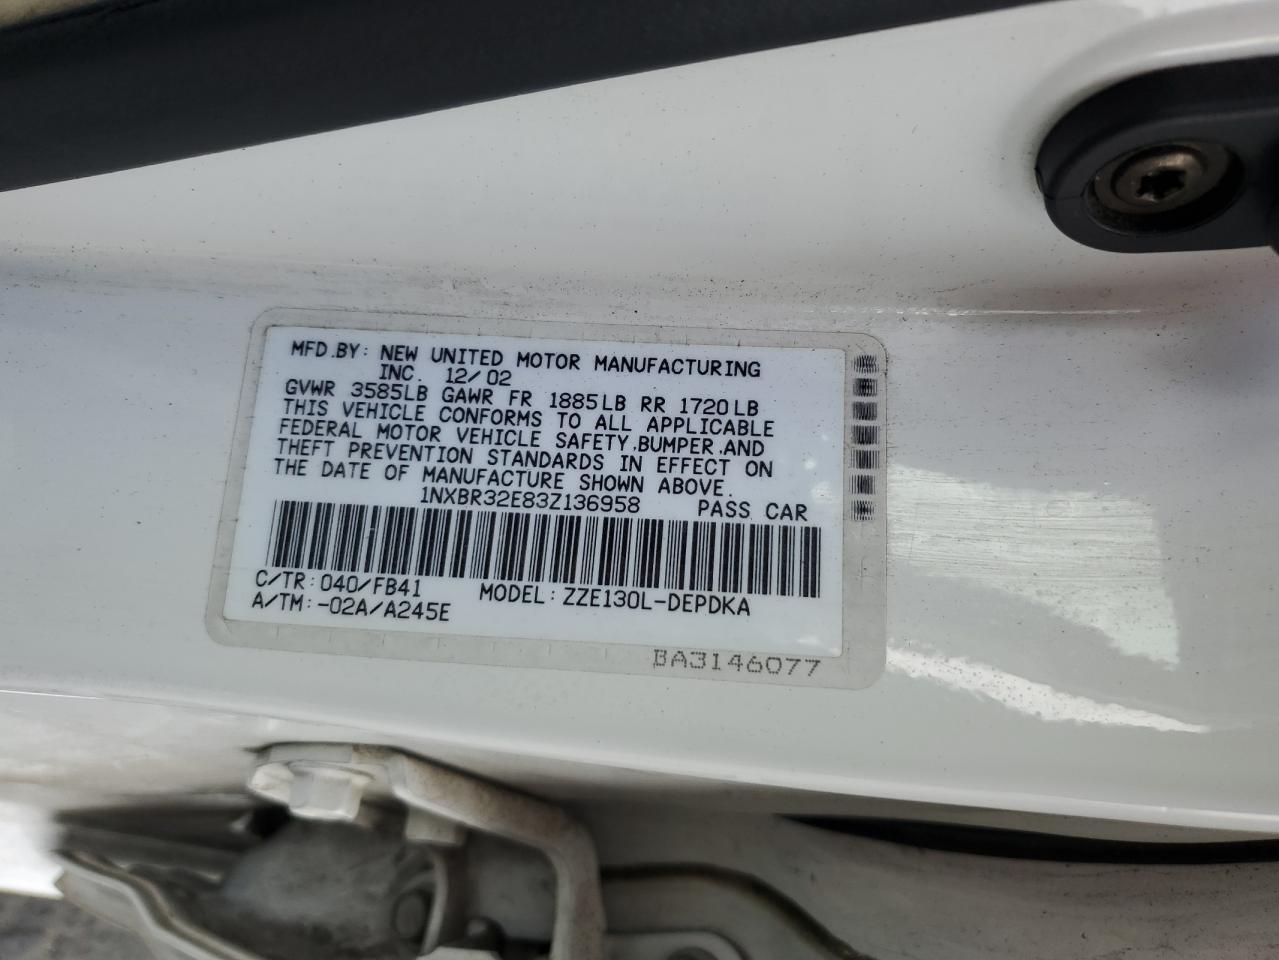 MFD.BY: NEW UNITED MOTOR MANUFACTURING
INC. 12/02
GVWR 3585LB GAWR FR 1885LB RR 1720LB
THIS VEHICLE CONFORMS TO ALL APPLICABLE
FEDERAL MOTOR VEHICLE SAFETY,BUMPER,AND
THEFT PREVENTION STANDARDS IN EFFECT ON
THE DATE OF MANUFACTURE SHOWN ABOVE.
1NXBR32E83Z136958 PASS CAR
C/TR: 040/FB41 MODEL: ZZE130L-DEPDKA
A/TM:-02A/A245E
BA3146077